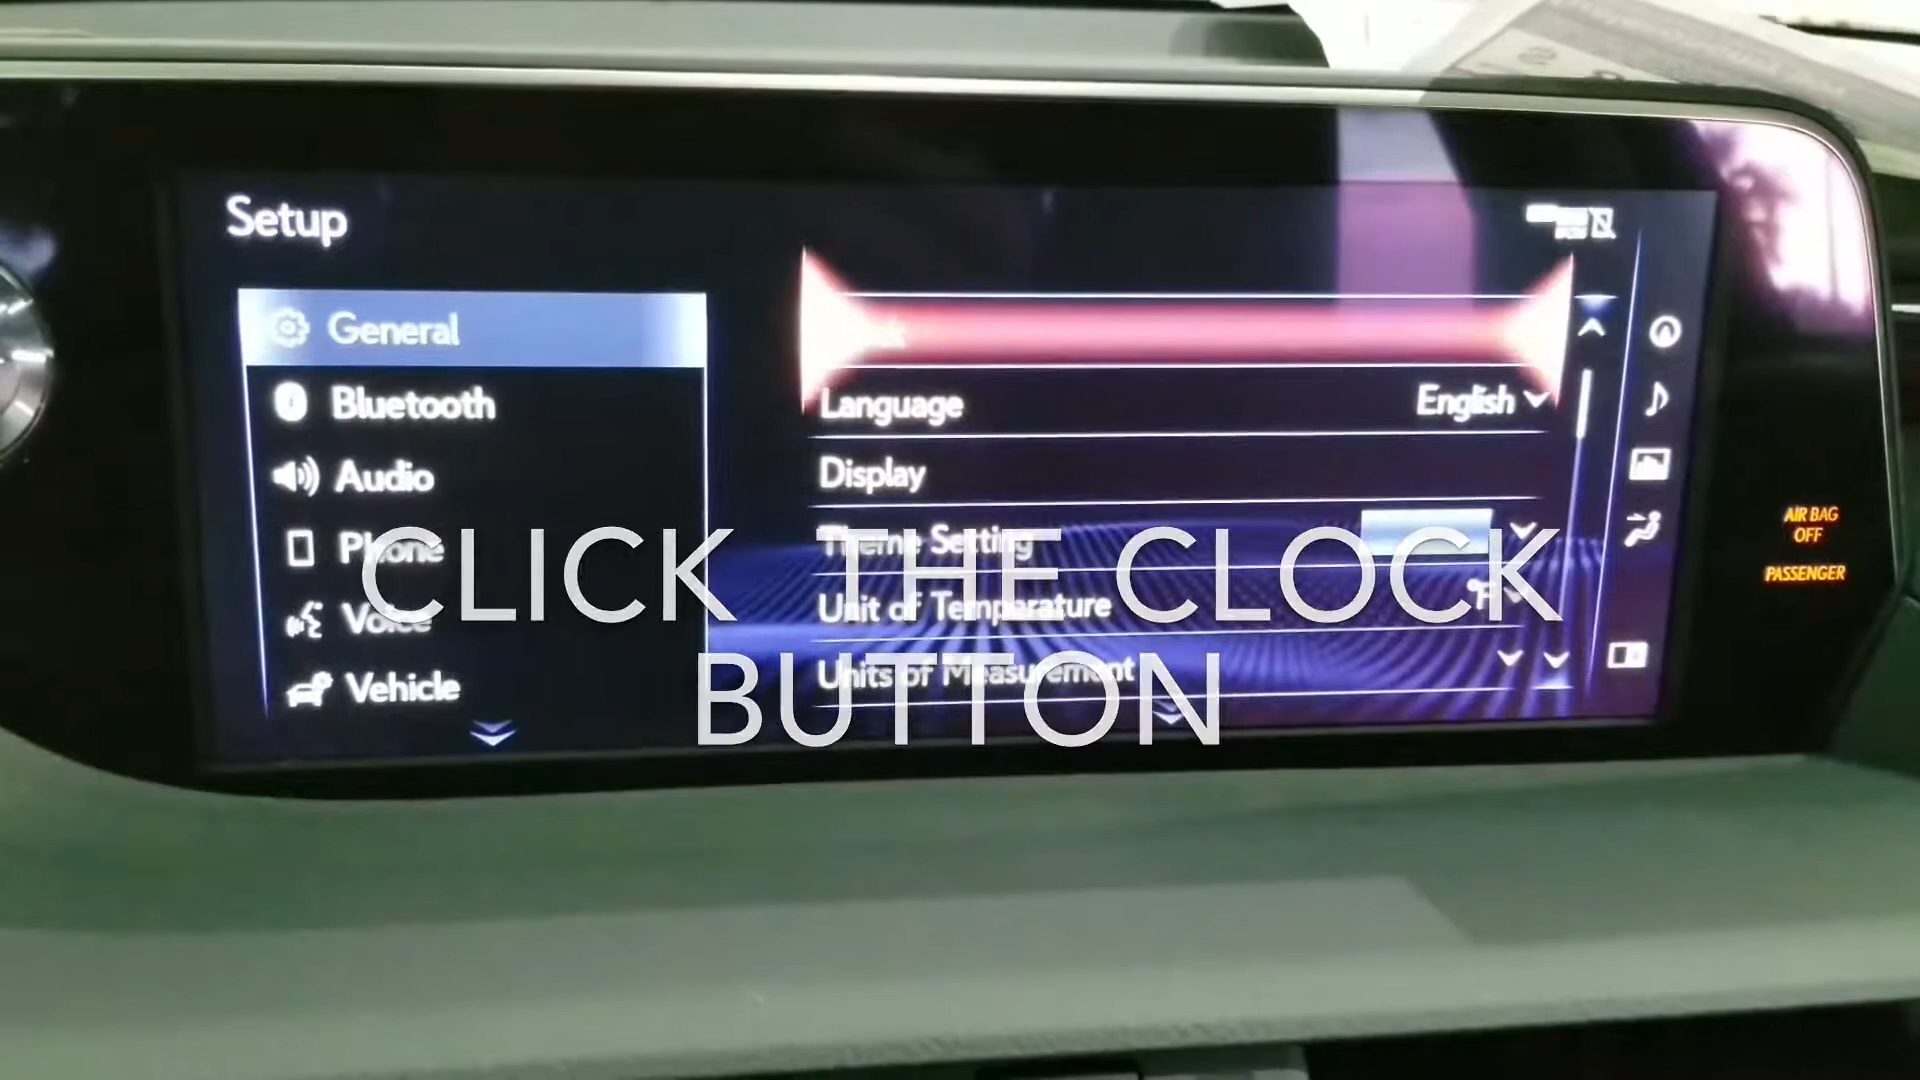 Setup
General
Bluetooth
Audio
Phone
Voice
Vehicle
Language English
Display
Theme Setting
Unit of Temperature °F
Units of Measurement
AIR BAG
OFF
PASSENGER
CLICK THE CLOCK
BUTTON